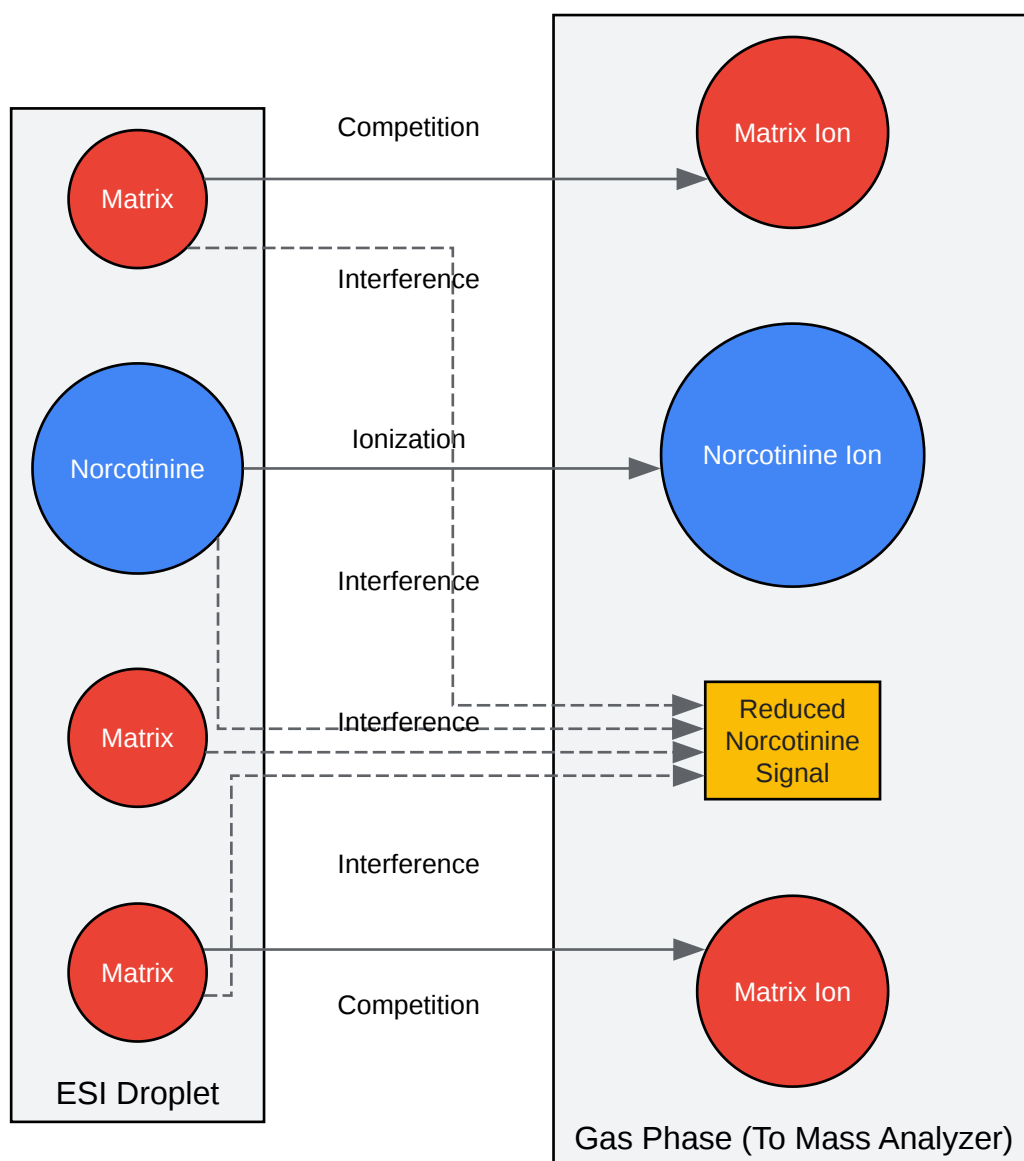 Competition
Matrix Ion
Matrix
Interference
Ionization
Norcotinine
Norcotinine Ion
Interference
Reduced
Norcotinine
Signal
Interference
Matrix
Interference
Matrix
Matrix Ion
Competition
ESI Droplet
Gas Phase (To Mass Analyzer)